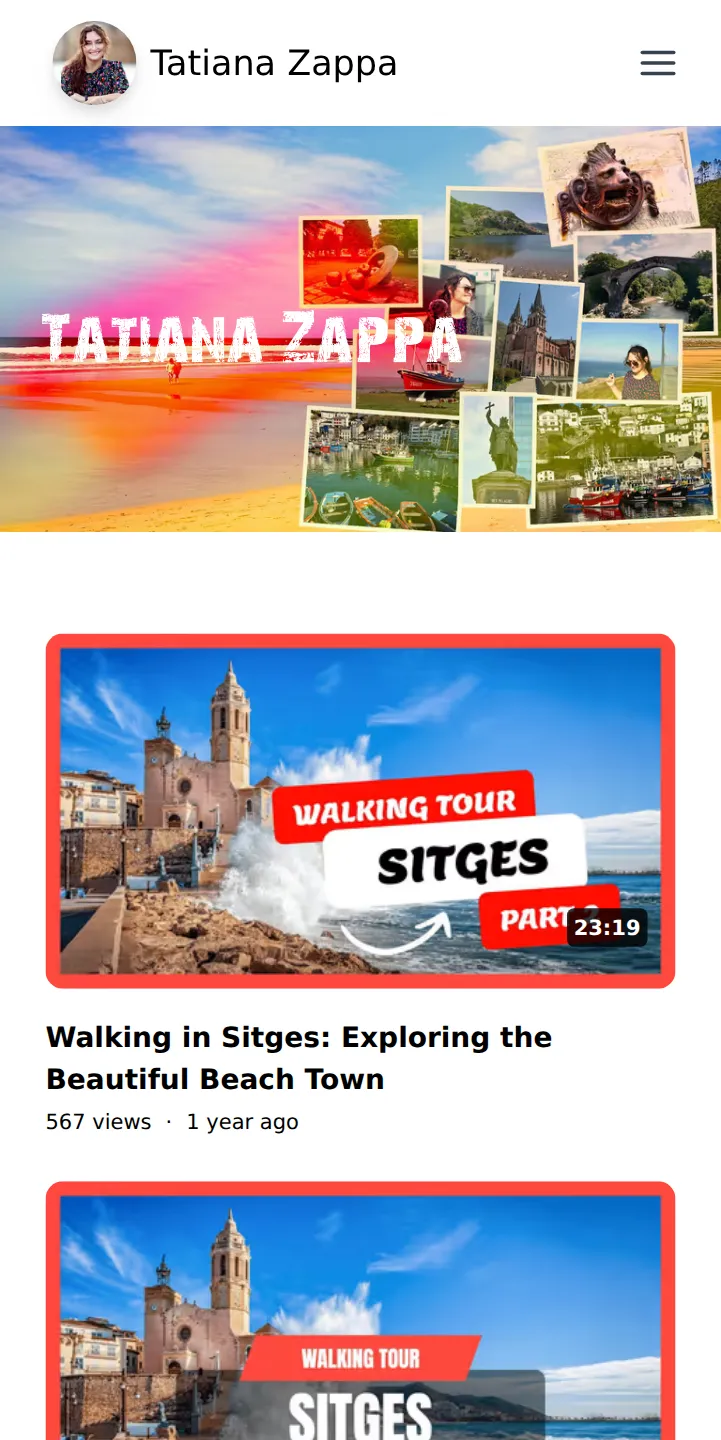 Tatiana Zappa
TATIANA ZAPPA
WALKING TOUR
SITGES
PART
23:19
Walking in Sitges: Exploring the
Beautiful Beach Town
567 views · 1 year ago
WALKING TOUR
SITGES